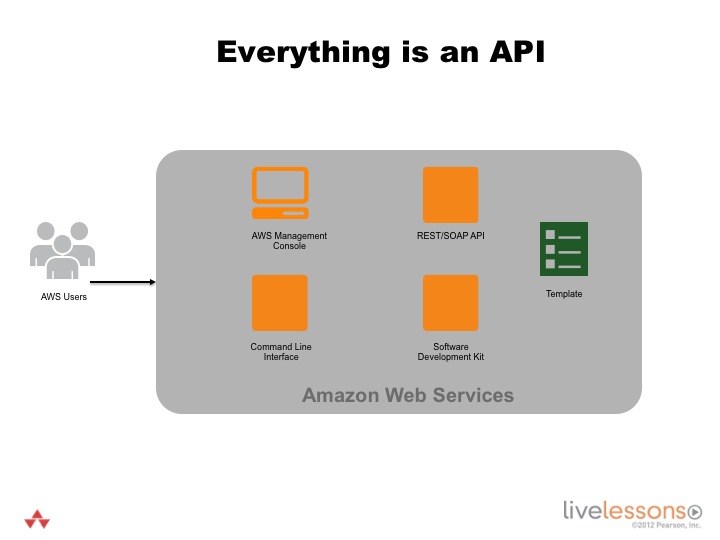 Everything is an API
AWS Management
Console
REST/SOAP API
AWS Users
Template
Command Line
Interface
Software
Development Kit
Amazon Web Services
livelessons
©2012 Pearson, Inc.